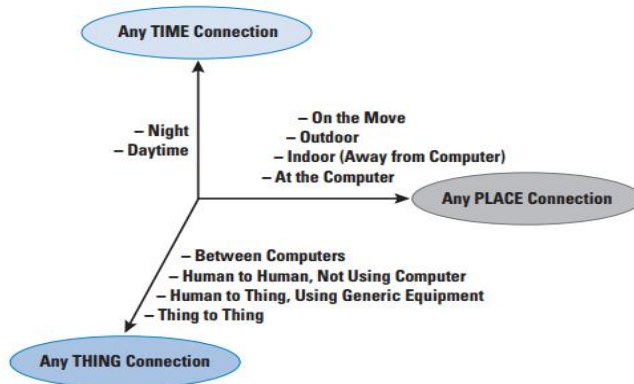 Any TIME Connection
– Night
– Daytime
– On the Move
– Outdoor
– Indoor (Away from Computer)
– At the Computer
Any PLACE Connection
– Between Computers
– Human to Human, Not Using Computer
– Human to Thing, Using Generic Equipment
– Thing to Thing
Any THING Connection